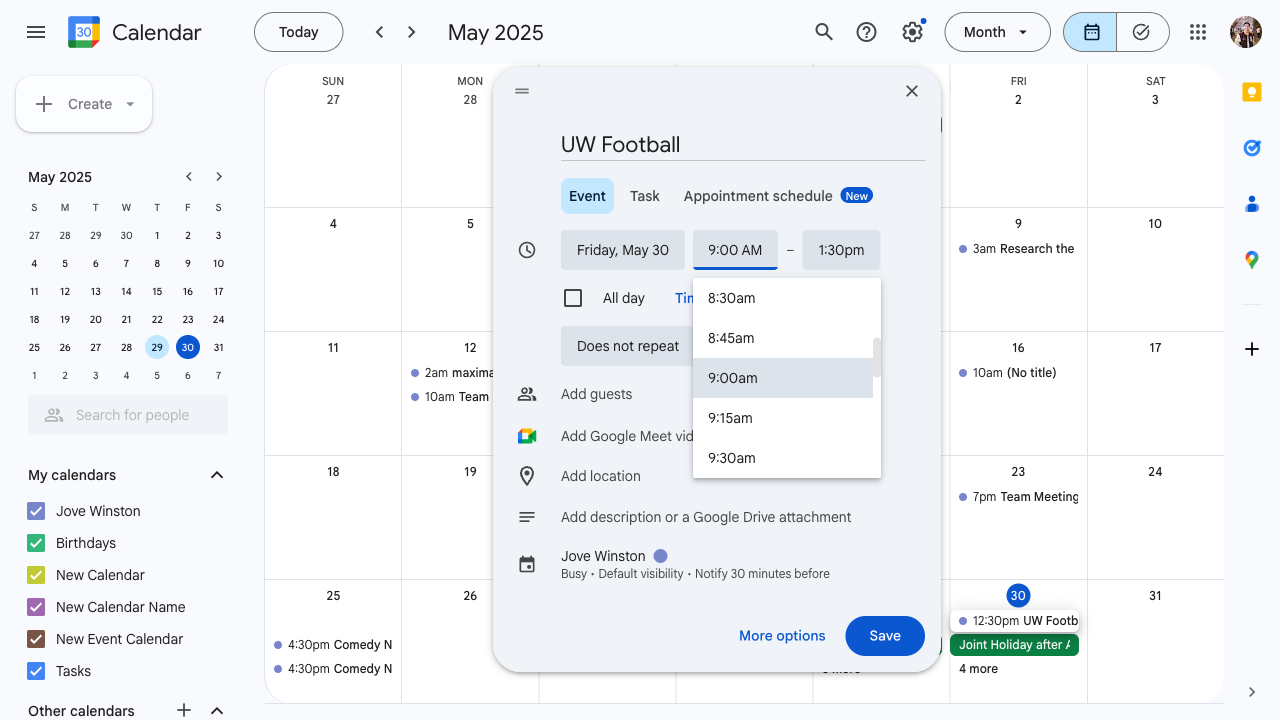 30
Calendar
Today
May 2025
Month
Create
May 2025
S M T W T F S
27 28 29 30 1 2 3
4 5 6 7 8 9 10
11 12 13 14 15 16 17
18 19 20 21 22 23 24
25 26 27 28 29 30 31
1 2 3 4 5 6 7
Search for people
My calendars
Jove Winston
Birthdays
New Calendar
New Calendar Name
New Event Calendar
Tasks
Other calendars
SUN MON FRI SAT
27 28 2 3
4 5 9 10
3am Research the
11 12 16 17
2am maxima
10am Team
10am (No title)
18 19 23 24
7pm Team Meeting
25 26 30 31
4:30pm Comedy N
4:30pm Comedy N
12:30pm UW Footb
Joint Holiday after
4 more
UW Football
Event
Task
Appointment schedule
New
Friday, May 30
9:00 AM – 1:30pm
All day
Tim
8:30am
8:45am
9:00am
9:15am
9:30am
Does not repeat
Add guests
Add Google Meet vid
Add location
Add description or a Google Drive attachment
Jove Winston
Busy • Default visibility • Notify 30 minutes before
More options
Save